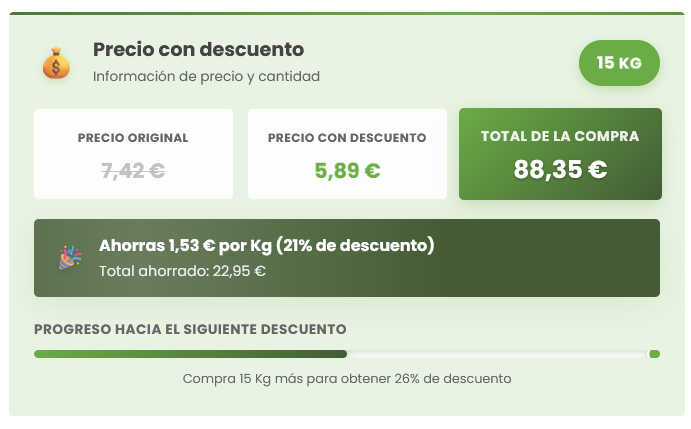 Precio con descuento
Información de precio y cantidad
15 KG
PRECIO ORIGINAL
7,42 €
PRECIO CON DESCUENTO
5,89 €
TOTAL DE LA COMPRA
88,35 €
Ahorras 1,53 € por Kg (21% de descuento)
Total ahorrado: 22,95 €
PROGRESO HACIA EL SIGUIENTE DESCUENTO
Compra 15 Kg más para obtener 26% de descuento